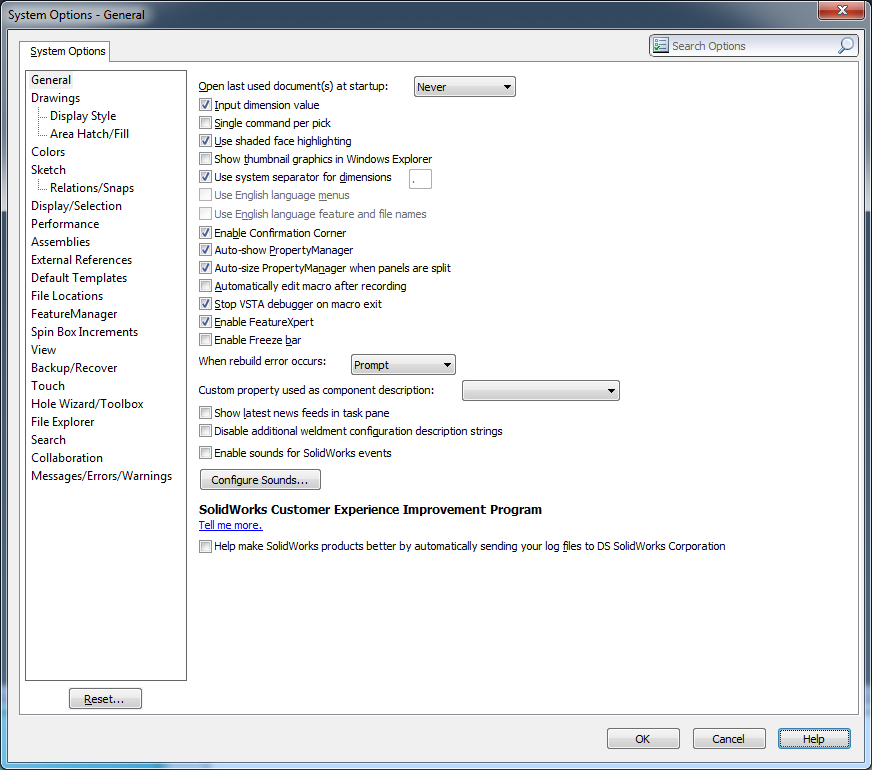 System Options - General
System Options
Search Options
General
Drawings
Display Style
Area Hatch/Fill
Colors
Sketch
Relations/Snaps
Display/Selection
Performance
Assemblies
External References
Default Templates
File Locations
FeatureManager
Spin Box Increments
View
Backup/Recover
Touch
Hole Wizard/Toolbox
File Explorer
Search
Collaboration
Messages/Errors/Warnings
Reset...
Open last used document(s) at startup: Never
Input dimension value
Single command per pick
Use shaded face highlighting
Show thumbnail graphics in Windows Explorer
Use system separator for dimensions .
Use English language menus
Use English language feature and file names
Enable Confirmation Corner
Auto-show PropertyManager
Auto-size PropertyManager when panels are split
Automatically edit macro after recording
Stop VSTA debugger on macro exit
Enable FeatureXpert
Enable Freeze bar
When rebuild error occurs: Prompt
Custom property used as component description:
Show latest news feeds in task pane
Disable additional weldment configuration description strings
Enable sounds for SolidWorks events
Configure Sounds...
SolidWorks Customer Experience Improvement Program
Tell me more.
Help make SolidWorks products better by automatically sending your log files to DS SolidWorks Corporation
OK Cancel Help